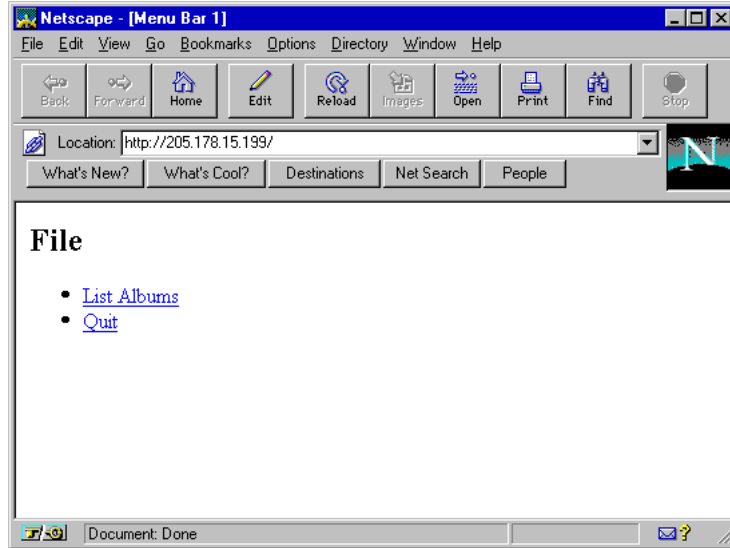 Netscape - [Menu Bar 1]
File Edit View Go Bookmarks Options Directory Window Help
Back Forward Home Edit Reload Images Open Print Find Stop
Location: http://205.178.15.199/
N
What's New? What's Cool? Destinations Net Search People
File
List Albums
Quit
Document: Done